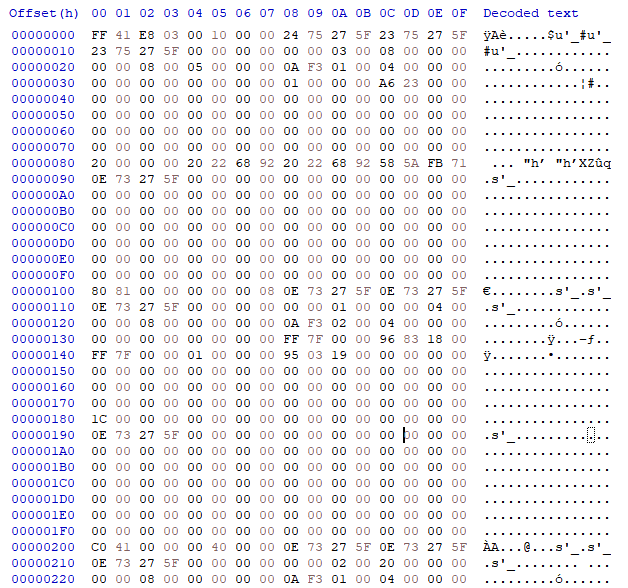 Offset(h) 00 01 02 03 04 05 06 07 08 09 0A 0B 0C 0D 0E 0F Decoded text
00000000 FF 41 E8 03 00 10 00 00 24 75 27 5F 23 75 27 5F ÿAè.....$u'_#u'_
00000010 23 75 27 5F 00 00 00 00 00 00 03 00 08 00 00 00 #u'_............
00000020 00 00 08 00 05 00 00 00 0A F3 01 00 04 00 00 00 .........ó......
00000030 00 00 00 00 00 00 00 00 01 00 00 00 A6 23 00 00 ............¦#..
00000040 00 00 00 00 00 00 00 00 00 00 00 00 00 00 00 00 ................
00000050 00 00 00 00 00 00 00 00 00 00 00 00 00 00 00 00 ................
00000060 00 00 00 00 00 00 00 00 00 00 00 00 00 00 00 00 ................
00000070 00 00 00 00 00 00 00 00 00 00 00 00 00 00 00 00 ................
00000080 20 00 00 00 20 22 68 92 20 22 68 92 58 5A FB 71  ... "h’ "h’XZûq
00000090 0E 73 27 5F 00 00 00 00 00 00 00 00 00 00 00 00 .s'_............
000000A0 00 00 00 00 00 00 00 00 00 00 00 00 00 00 00 00 ................
000000B0 00 00 00 00 00 00 00 00 00 00 00 00 00 00 00 00 ................
000000C0 00 00 00 00 00 00 00 00 00 00 00 00 00 00 00 00 ................
000000D0 00 00 00 00 00 00 00 00 00 00 00 00 00 00 00 00 ................
000000E0 00 00 00 00 00 00 00 00 00 00 00 00 00 00 00 00 ................
000000F0 00 00 00 00 00 00 00 00 00 00 00 00 00 00 00 00 ................
00000100 80 81 00 00 00 00 00 08 0E 73 27 5F 0E 73 27 5F €........s'_.s'_
00000110 0E 73 27 5F 00 00 00 00 00 00 01 00 00 00 04 00 .s'_............
00000120 00 00 08 00 00 00 00 00 0A F3 02 00 04 00 00 00 .........ó......
00000130 00 00 00 00 00 00 00 00 FF 7F 00 00 96 83 18 00 ........ÿ...–ƒ..
00000140 FF 7F 00 00 01 00 00 00 95 03 19 00 00 00 00 00 ÿ.......•.......
00000150 00 00 00 00 00 00 00 00 00 00 00 00 00 00 00 00 ................
00000160 00 00 00 00 00 00 00 00 00 00 00 00 00 00 00 00 ................
00000170 00 00 00 00 00 00 00 00 00 00 00 00 00 00 00 00 ................
00000180 1C 00 00 00 00 00 00 00 00 00 00 00 00 00 00 00 ................
00000190 0E 73 27 5F 00 00 00 00 00 00 00 00 00 00 00 00 .s'_............
000001A0 00 00 00 00 00 00 00 00 00 00 00 00 00 00 00 00 ................
000001B0 00 00 00 00 00 00 00 00 00 00 00 00 00 00 00 00 ................
000001C0 00 00 00 00 00 00 00 00 00 00 00 00 00 00 00 00 ................
000001D0 00 00 00 00 00 00 00 00 00 00 00 00 00 00 00 00 ................
000001E0 00 00 00 00 00 00 00 00 00 00 00 00 00 00 00 00 ................
000001F0 00 00 00 00 00 00 00 00 00 00 00 00 00 00 00 00 ................
00000200 C0 41 00 00 00 40 00 00 0E 73 27 5F 0E 73 27 5F ÀA...@...s'_.s'_
00000210 0E 73 27 5F 00 00 00 00 00 00 02 00 20 00 00 00 .s'_........ ...
00000220 00 00 08 00 00 00 00 00 0A F3 01 00 04 00 00 00 .........ó......